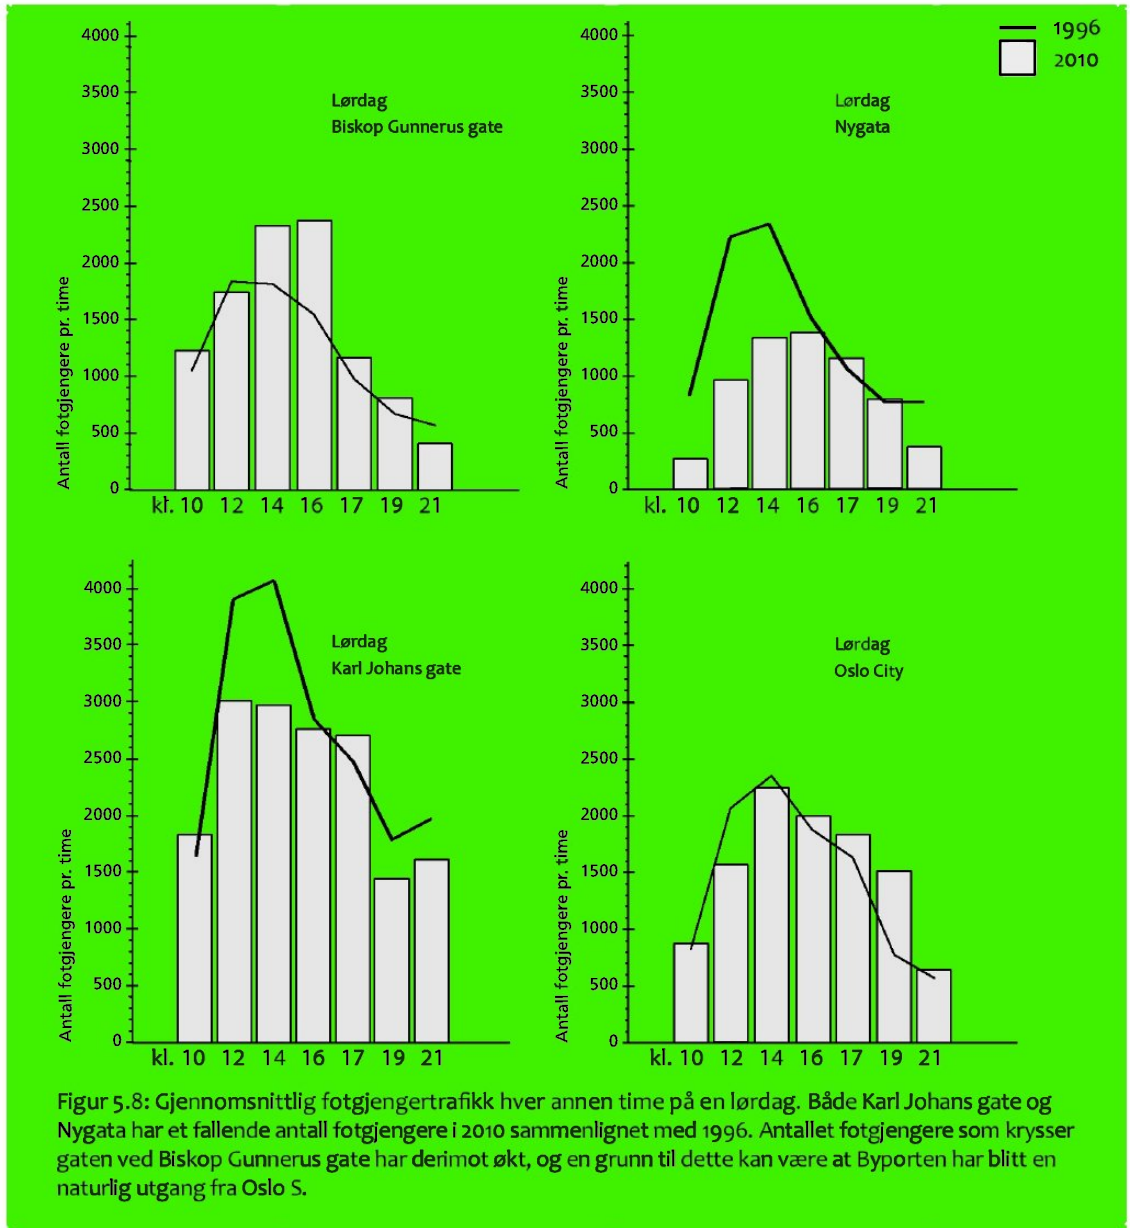 1996
2010
4000
3500
3000
2500
2000
1500
1000
500
0
Antall fotgjengere pr. time
Lørdag
Biskop Gunnerus gate
kl. 10 12 14 16 17 19 21
4000
3500
3000
2500
2000
1500
1000
500
0
Antall fotgjengere pr. time
Lørdag
Nygata
kl. 10 12 14 16 17 19 21
4000
3500
3000
2500
2000
1500
1000
500
0
Antall fotgjengere pr. time
Lørdag
Karl Johans gate
kl. 10 12 14 16 17 19 21
4000
3500
3000
2500
2000
1500
1000
500
0
Antall fotgjengere pr. time
Lørdag
Oslo City
kl. 10 12 14 16 17 19 21
Figur 5.8: Gjennomsnittlig fotgjengertrafikk hver annen time på en lørdag. Både Karl Johans gate og
Nygata har et fallende antall fotgjengere i 2010 sammenlignet med 1996. Antallet fotgjengere som krysser
gaten ved Biskop Gunnerus gate har derimot økt, og en grunn til dette kan være at Byporten har blitt en
naturlig utgang fra Oslo S.